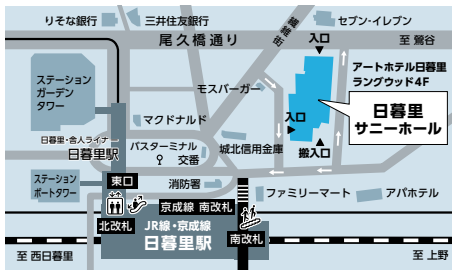 りそな銀行
三井住友銀行
繊維街
セブン-イレブン
尾久橋通り
入口
至 鶯谷
ステーション
ガーデン
タワー
モスバーガー
アートホテル日暮里
ラングウッド4F
日暮里
サニーホール
入口
マクドナルド
日暮里・舎人ライナー
日暮里駅
バスターミナル
交番
城北信用金庫
搬入口
ステーション
ポートタワー
東口
消防署
ファミリーマート
アパホテル
京成線 南改札
北改札
JR線・京成線
日暮里駅
南改札
至 西日暮里
至 上野